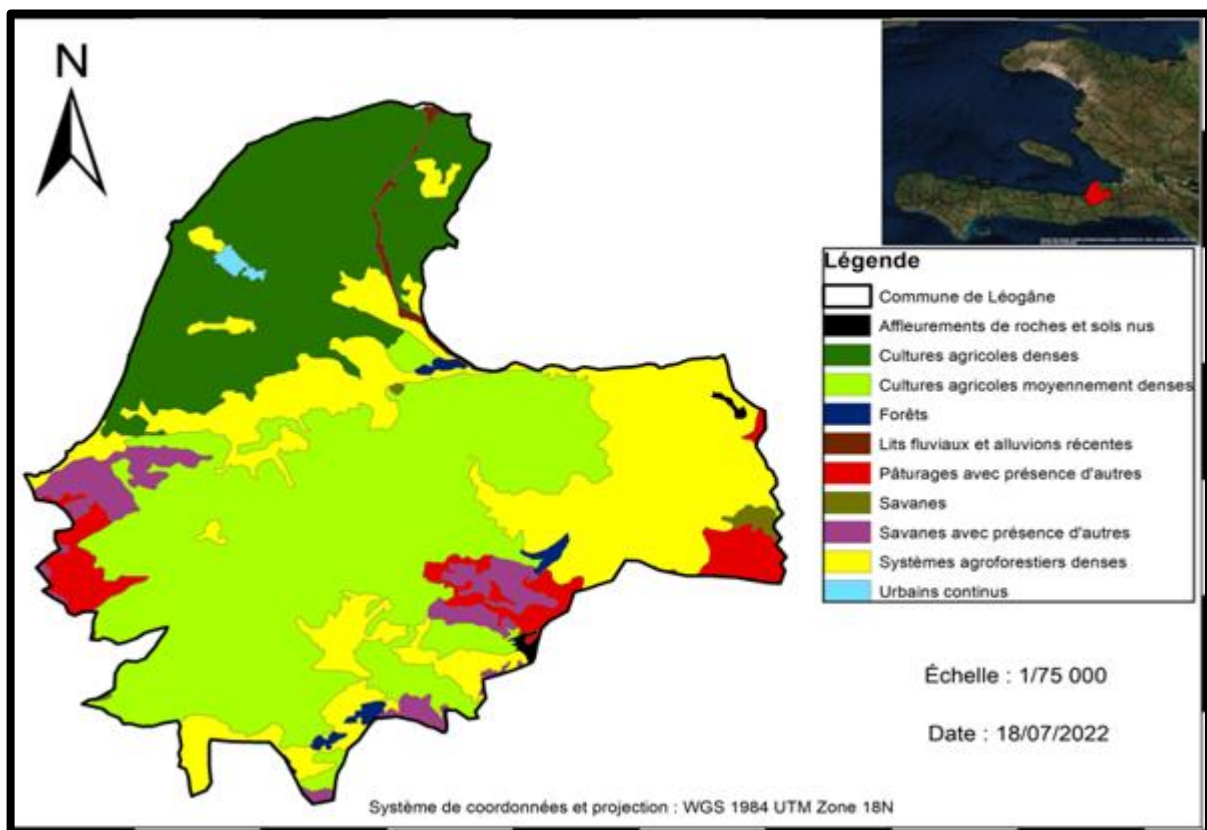 N
Légende
Commune de Léogâne
Affleurements de roches et sols nus
Cultures agricoles denses
Cultures agricoles moyennement denses
Forêts
Lits fluviaux et alluvions récentes
Pâturages avec présence d'autres
Savanes
Savanes avec présence d'autres
Systèmes agroforestiers denses
Urbains continus
Échelle : 1/75 000
Date : 18/07/2022
Système de coordonnées et projection : WGS 1984 UTM Zone 18N